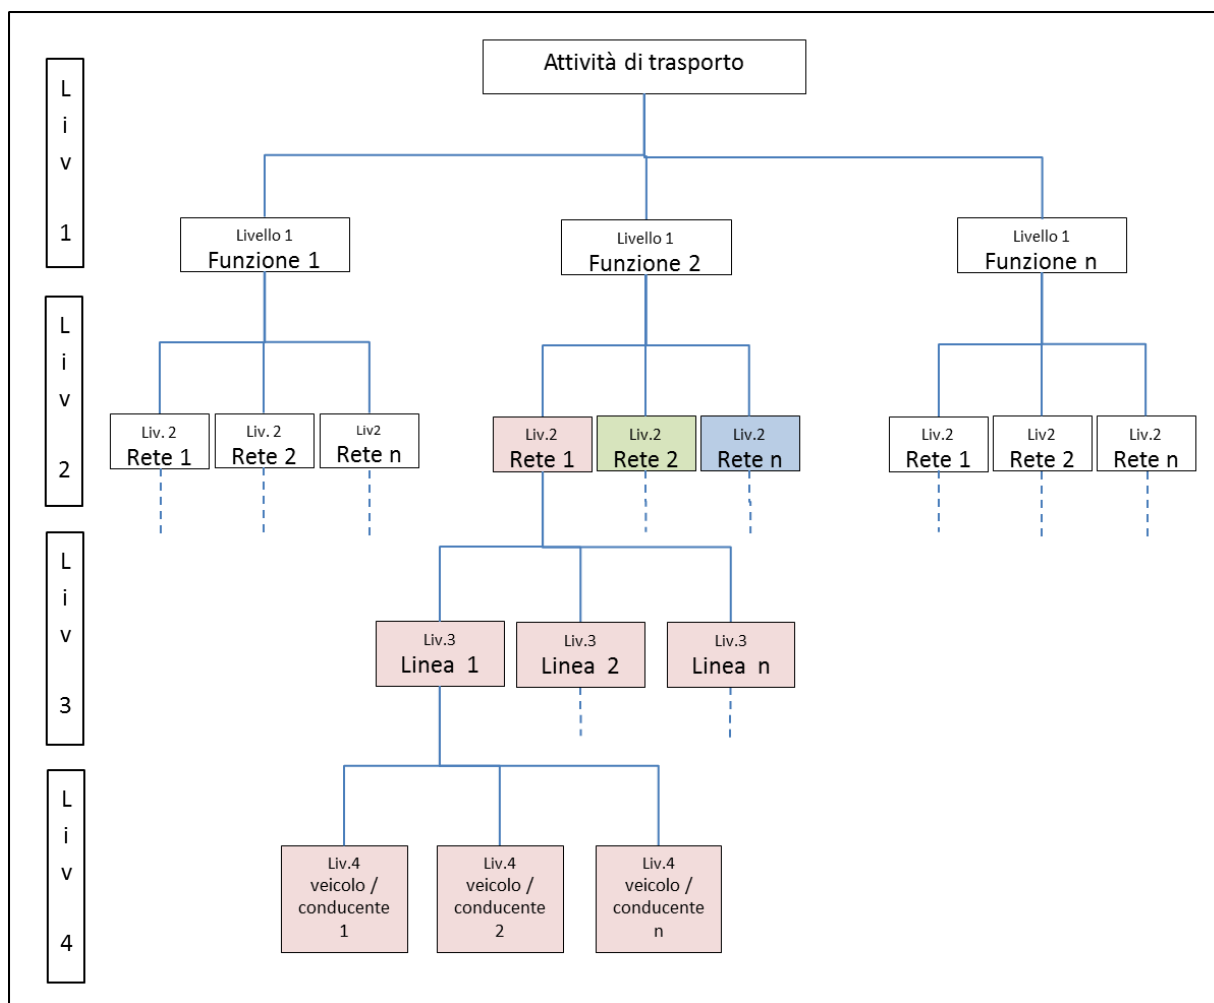 Attività di trasporto
L
i
v
1
Livello 1
Funzione 1
Livello 1
Funzione 2
Livello 1
Funzione n
L
i
v
2
Liv. 2
Rete 1
Liv. 2
Rete 2
Liv2
Rete n
Liv.2
Rete 1
Liv.2
Rete 2
Liv.2
Rete n
Liv.2
Rete 1
Liv2
Rete 2
Liv.2
Rete n
L
i
v
3
Liv.3
Linea 1
Liv.3
Linea 2
Liv.3
Linea n
L
i
v
4
Liv.4
veicolo /
conducente
1
Liv.4
veicolo /
conducente
2
Liv.4
veicolo /
conducente
n